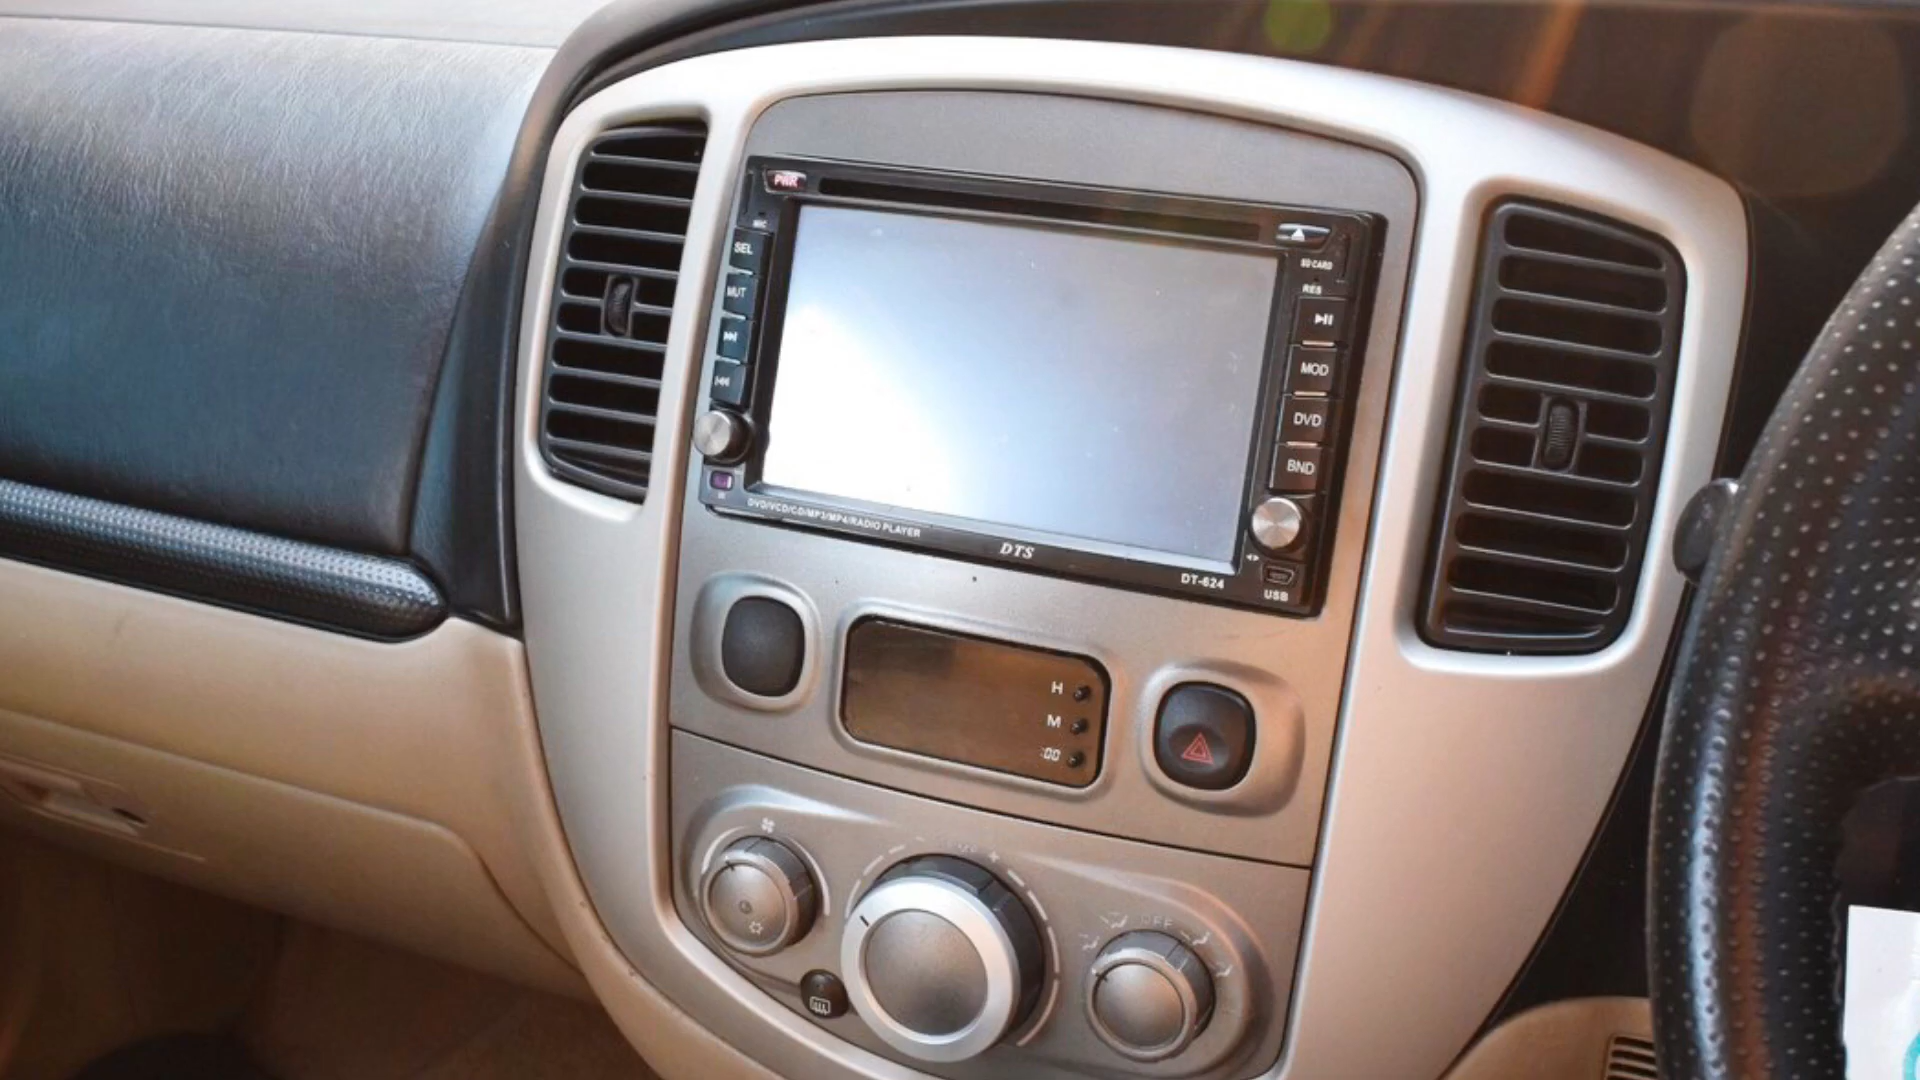 PWR
MIC
SEL
MUT
SD CARD
RES
MOD
DVD
BND
DVD/VCD/CD/MP3/MP4/RADIO PLAYER
DTS
DT-624
USB
H
M
:00
OFF